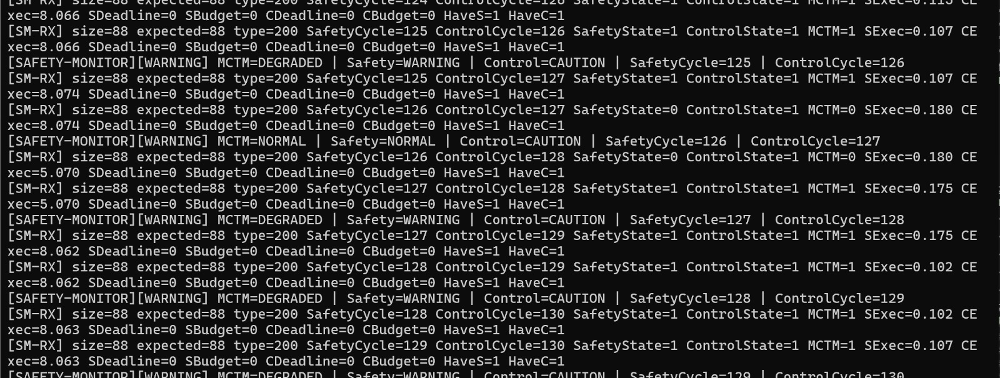 [SM-RX] size=88 expected=88 type=200 SafetyCycle=124 ControlCycle=126 SafetyState=1 ControlState=1 MCTM=1 SExec=0.115 CE
xec=8.066 SDeadline=0 SBudget=0 CDeadline=0 CBudget=0 HaveS=1 HaveC=1
[SM-RX] size=88 expected=88 type=200 SafetyCycle=125 ControlCycle=126 SafetyState=1 ControlState=1 MCTM=1 SExec=0.107 CE
xec=8.066 SDeadline=0 SBudget=0 CDeadline=0 CBudget=0 HaveS=1 HaveC=1
[SAFETY-MONITOR][WARNING] MCTM=DEGRADED | Safety=WARNING | Control=CAUTION | SafetyCycle=125 | ControlCycle=126
[SM-RX] size=88 expected=88 type=200 SafetyCycle=125 ControlCycle=127 SafetyState=1 ControlState=1 MCTM=1 SExec=0.107 CE
xec=8.074 SDeadline=0 SBudget=0 CDeadline=0 CBudget=0 HaveS=1 HaveC=1
[SM-RX] size=88 expected=88 type=200 SafetyCycle=126 ControlCycle=127 SafetyState=0 ControlState=1 MCTM=0 SExec=0.180 CE
xec=8.074 SDeadline=0 SBudget=0 CDeadline=0 CBudget=0 HaveS=1 HaveC=1
[SAFETY-MONITOR][WARNING] MCTM=NORMAL | Safety=NORMAL | Control=CAUTION | SafetyCycle=126 | ControlCycle=127
[SM-RX] size=88 expected=88 type=200 SafetyCycle=126 ControlCycle=128 SafetyState=0 ControlState=1 MCTM=0 SExec=0.180 CE
xec=5.070 SDeadline=0 SBudget=0 CDeadline=0 CBudget=0 HaveS=1 HaveC=1
[SM-RX] size=88 expected=88 type=200 SafetyCycle=127 ControlCycle=128 SafetyState=1 ControlState=1 MCTM=1 SExec=0.175 CE
xec=5.070 SDeadline=0 SBudget=0 CDeadline=0 CBudget=0 HaveS=1 HaveC=1
[SAFETY-MONITOR][WARNING] MCTM=DEGRADED | Safety=WARNING | Control=CAUTION | SafetyCycle=127 | ControlCycle=128
[SM-RX] size=88 expected=88 type=200 SafetyCycle=127 ControlCycle=129 SafetyState=1 ControlState=1 MCTM=1 SExec=0.175 CE
xec=8.062 SDeadline=0 SBudget=0 CDeadline=0 CBudget=0 HaveS=1 HaveC=1
[SM-RX] size=88 expected=88 type=200 SafetyCycle=128 ControlCycle=129 SafetyState=1 ControlState=1 MCTM=1 SExec=0.102 CE
xec=8.062 SDeadline=0 SBudget=0 CDeadline=0 CBudget=0 HaveS=1 HaveC=1
[SAFETY-MONITOR][WARNING] MCTM=DEGRADED | Safety=WARNING | Control=CAUTION | SafetyCycle=128 | ControlCycle=129
[SM-RX] size=88 expected=88 type=200 SafetyCycle=128 ControlCycle=130 SafetyState=1 ControlState=1 MCTM=1 SExec=0.102 CE
xec=8.063 SDeadline=0 SBudget=0 CDeadline=0 CBudget=0 HaveS=1 HaveC=1
[SM-RX] size=88 expected=88 type=200 SafetyCycle=129 ControlCycle=130 SafetyState=1 ControlState=1 MCTM=1 SExec=0.107 CE
xec=8.063 SDeadline=0 SBudget=0 CDeadline=0 CBudget=0 HaveS=1 HaveC=1
[SAFETY-MONITOR][WARNING] MCTM=DEGRADED | Safety=WARNING | Control=CAUTION | SafetyCycle=129 | ControlCycle=130